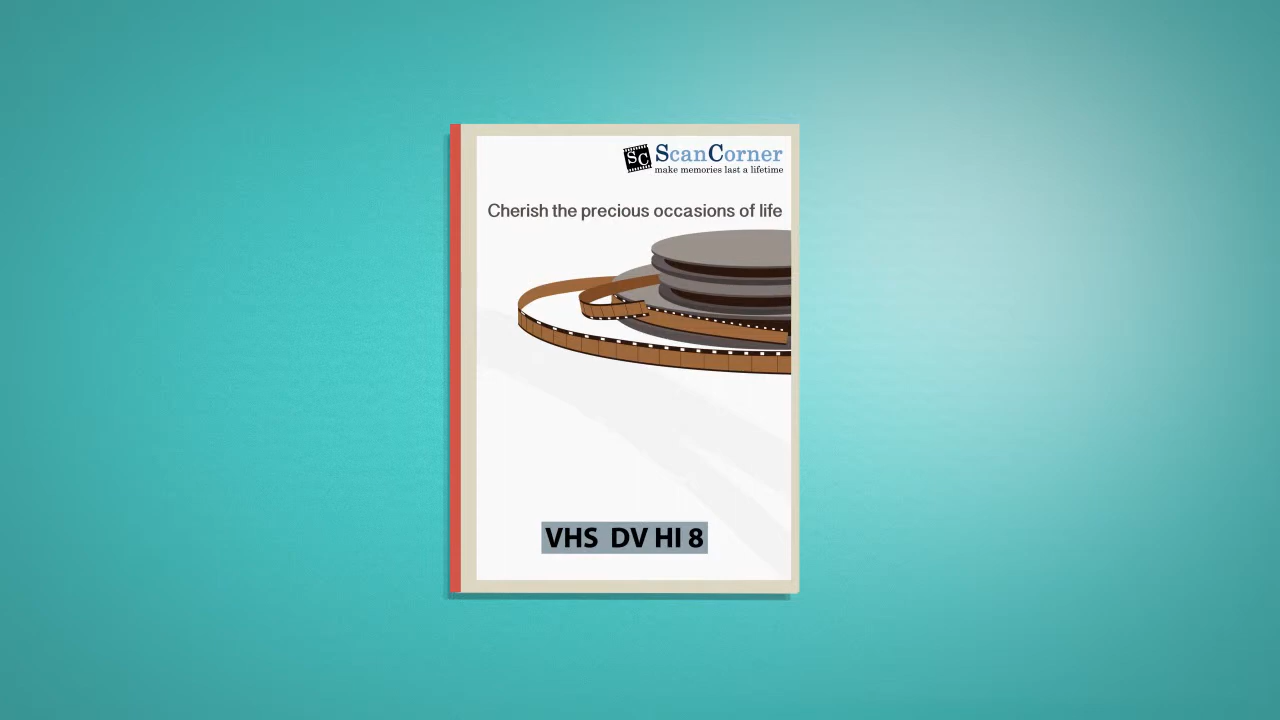 SC
ScanCorner
make memories last a lifetime
Cherish the precious occasions of life
VHS DV HI 8